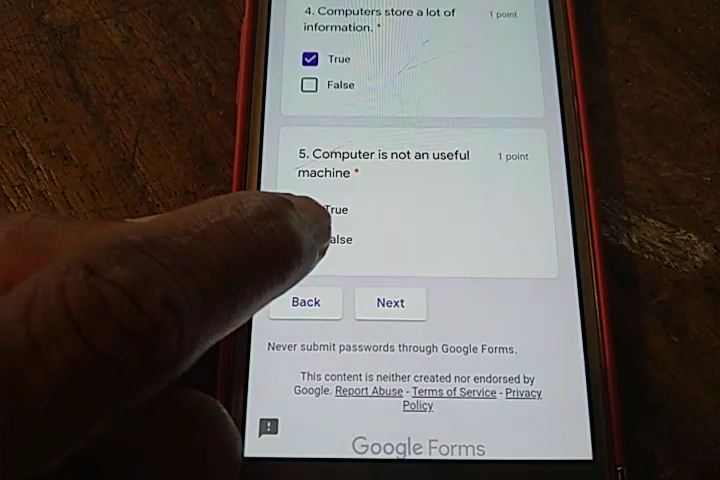 4. Computers store a lot of 1 point
information. *
True
False
5. Computer is not an useful 1 point
machine *
True
alse
Back Next
Never submit passwords through Google Forms.
This content is neither created nor endorsed by
Google. Report Abuse - Terms of Service - Privacy
Policy
Google Forms